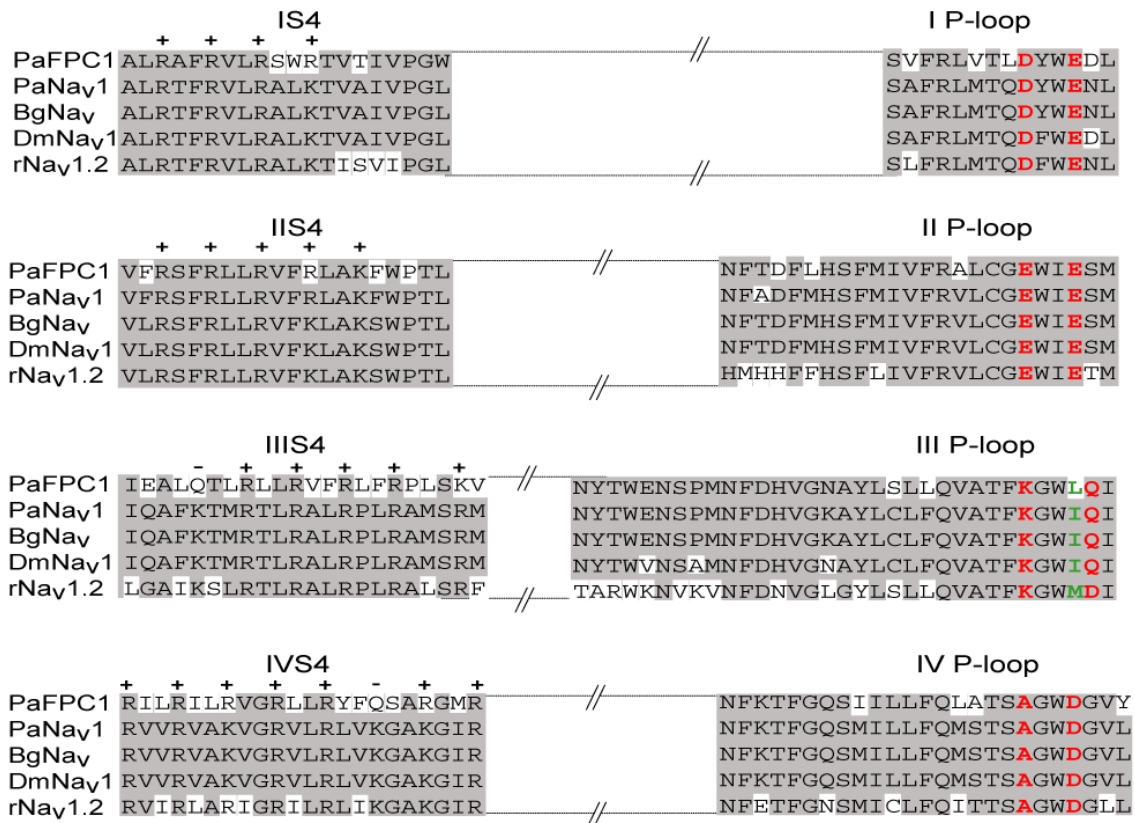 IS4 I P-loop
+ + + +
PaFPC1 ALRAFRVLRSWRTVTIVPGW // SVFRLVTLDYWEDL
PaNav1 ALRTFRVLRALKTVAIVPGL SAFRLMTQDYWENL
BgNav ALRTFRVLRALKTVAIVPGL SAFRLMTQDYWENL
DmNav1 ALRTFRVLRALKTVAIVPGL SAFRLMTQDFWEDL
rNav1.2 ALRTFRVLRALKTISVIPGL // SLFRLMTQDFWENL
IIS4 II P-loop
+ + + + +
PaFPC1 VFRSFRLLRVFRLAKFWPTL // NFTDFLHSFMIVFRALCGEWIESM
PaNav1 VFRSFRLLRVFRLAKFWPTL NFADFMHSFMIVFRVLCGEWIESM
BgNav VLRSFRLLRVFKLAKSWPTL NFTDFMHSFMIVFRVLCGEWIESM
DmNav1 VLRSFRLLRVFKLAKSWPTL NFTDFMHSFMIVFRVLCGEWIESM
rNav1.2 VLRSFRLLRVFKLAKSWPTL // HMHHFFHSFLIVFRVLCGEWIETM
IIIS4 III P-loop
- + + + + +
PaFPC1 IEALQTLRLLRVFRLFRPLSKV // NYTWENSPMNFDHVGNAYLSLLQVATFKGWLQI
PaNav1 IQAFKTMRTLRALRPLRAMSRM NYTWENSPMNFDHVGKAYLCLFQVATFKGWIQI
BgNav IQAFKTMRTLRALRPLRAMSRM NYTWENSPMNFDHVGKAYLCLFQVATFKGWIQI
DmNav1 IQAFKTMRTLRALRPLRAMSRM NYTWVNSAMNFDHVGNAYLCLFQVATFKGWIQI
rNav1.2 LGAIKSLRTLRALRPLRALSRF // TARWKNVKVNFDNVGLGYLSLLQVATFKGWMDI
IVS4 IV P-loop
+ + + + + - + +
PaFPC1 RILRILRVGRLLRYFQSARGMR // NFKTFGQSIILLFQLATSAGWDGVY
PaNav1 RVVRVAKVGRVLRLVKGAKGIR NFKTFGQSMILLFQMSTSAGWDGVL
BgNav RVVRVAKVGRVLRLVKGAKGIR NFKTFGQSMILLFQMSTSAGWDGVL
DmNav1 RVVRVAKVGRVLRLVKGAKGIR NFKTFGQSMILLFQMSTSAGWDGVL
rNav1.2 RVIRLARIGRILRLIKGAKGIR // NFETFGNSMICLFQITTSAGWDGLL